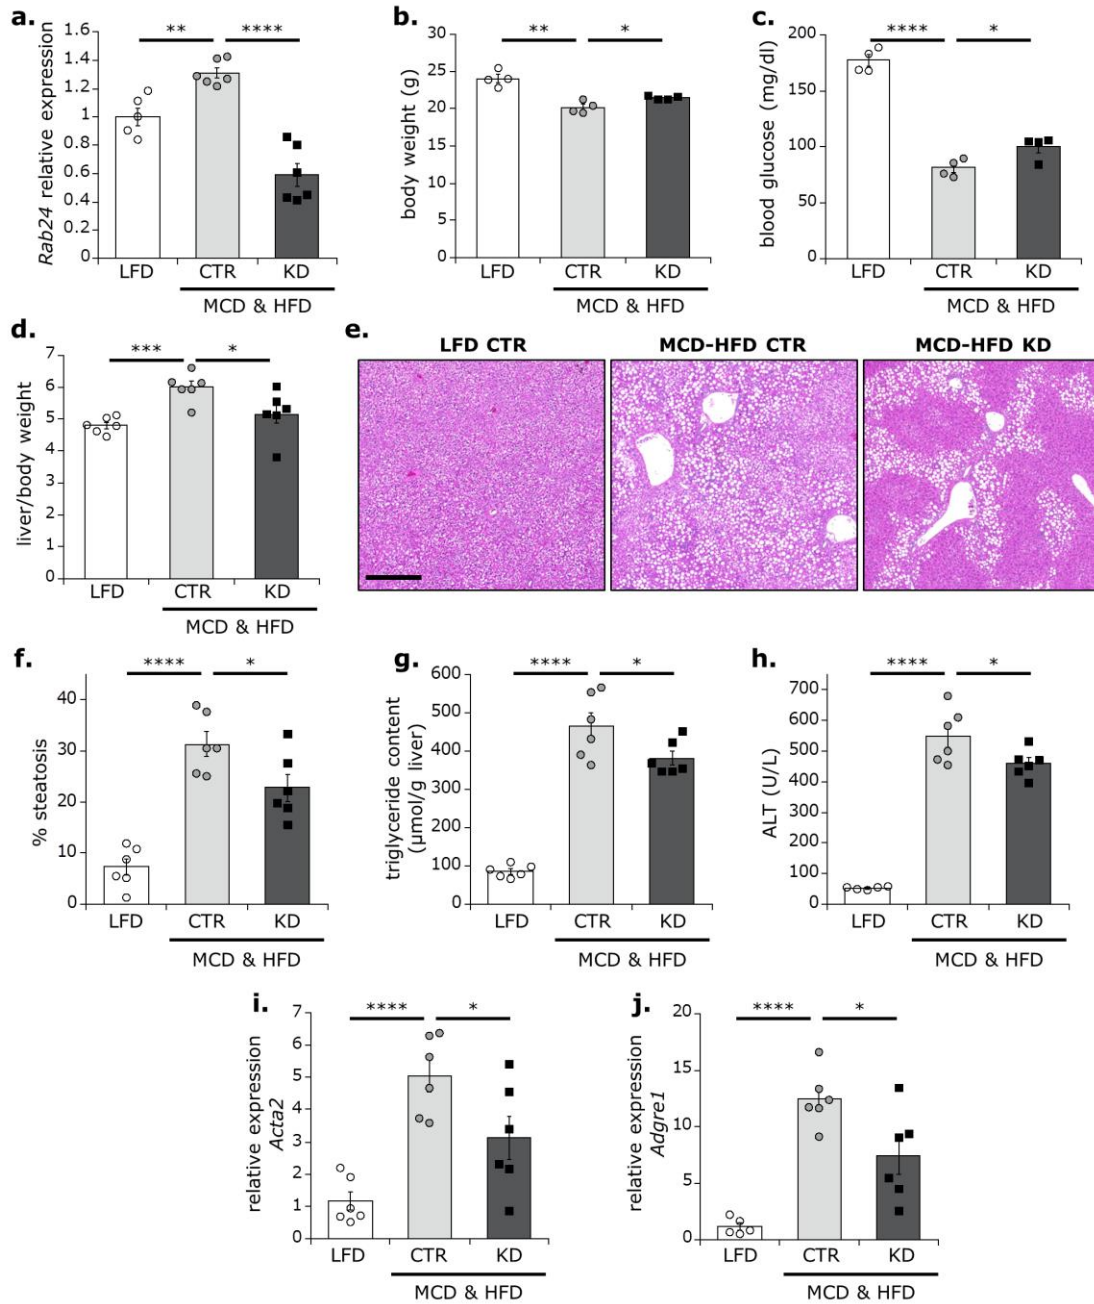 a.
** ****
Rab24 relative expression
1.6
1.4
1.2
1
0.8
0.6
0.4
0.2
0
LFD CTR KD
MCD & HFD
b.
** *
body weight (g)
30
25
20
15
10
5
0
LFD CTR KD
MCD & HFD
c.
**** *
blood glucose (mg/dl)
200
150
100
50
0
LFD CTR KD
MCD & HFD
d.
*** *
liver/body weight
7
6
5
4
3
2
1
0
LFD CTR KD
MCD & HFD
e.
LFD CTR MCD-HFD CTR MCD-HFD KD
f.
**** *
% steatosis
40
30
20
10
0
LFD CTR KD
MCD & HFD
g.
**** *
triglyceride content
(µmol/g liver)
600
500
400
300
200
100
0
LFD CTR KD
MCD & HFD
h.
**** *
ALT (U/L)
700
600
500
400
300
200
100
0
LFD CTR KD
MCD & HFD
i.
**** *
relative expression
Acta2
7
6
5
4
3
2
1
0
LFD CTR KD
MCD & HFD
j.
**** *
relative expression
Adgre1
20
15
10
5
0
LFD CTR KD
MCD & HFD